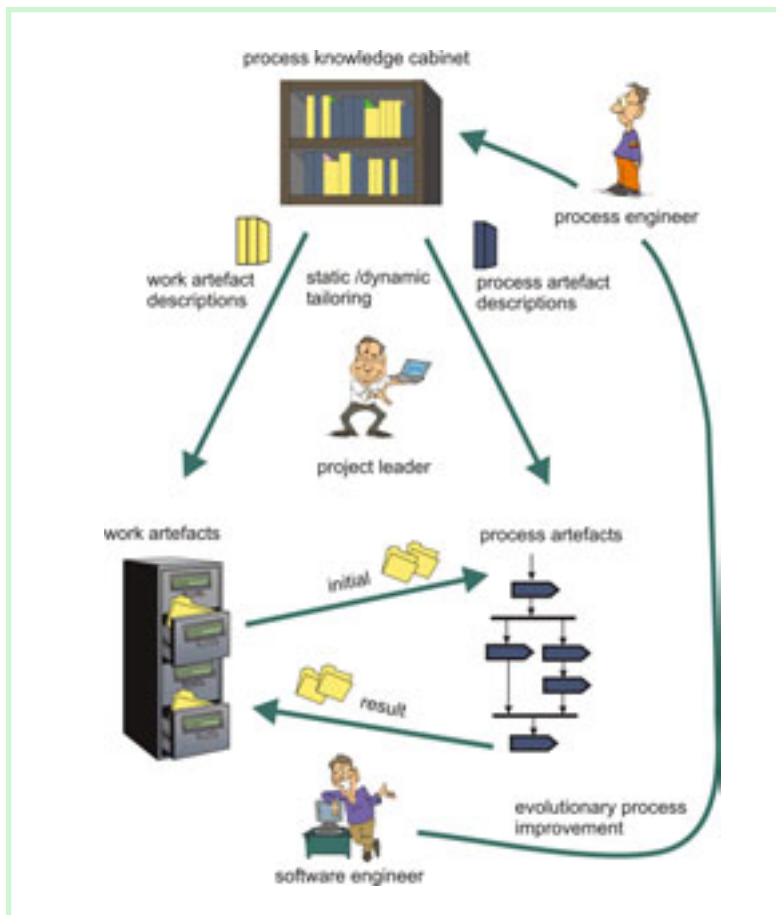 process knowledge cabinet
process engineer
work artefact
descriptions
static /dynamic
tailoring
process artefact
descriptions
project leader
work artefacts
process artefacts
initial
result
evolutionary process
improvement
software engineer